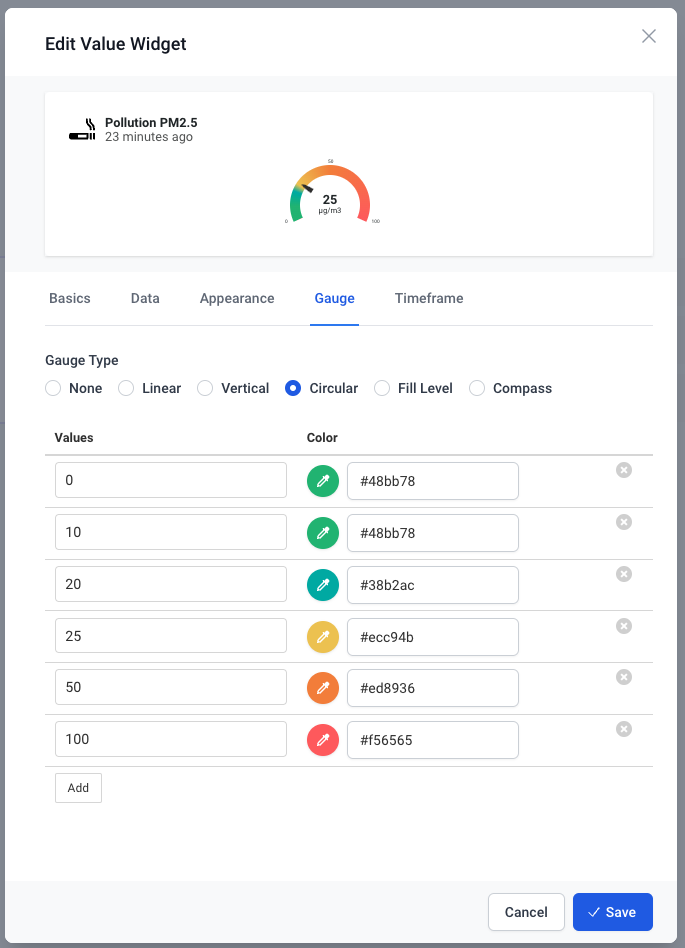 Edit Value Widget
Pollution PM2.5
23 minutes ago
50
25
µg/m3
0
100
Basics Data Appearance Gauge Timeframe
Gauge Type
None Linear Vertical Circular Fill Level Compass
Values Color
0 #48bb78
10 #48bb78
20 #38b2ac
25 #ecc94b
50 #ed8936
100 #f56565
Add
Cancel Save